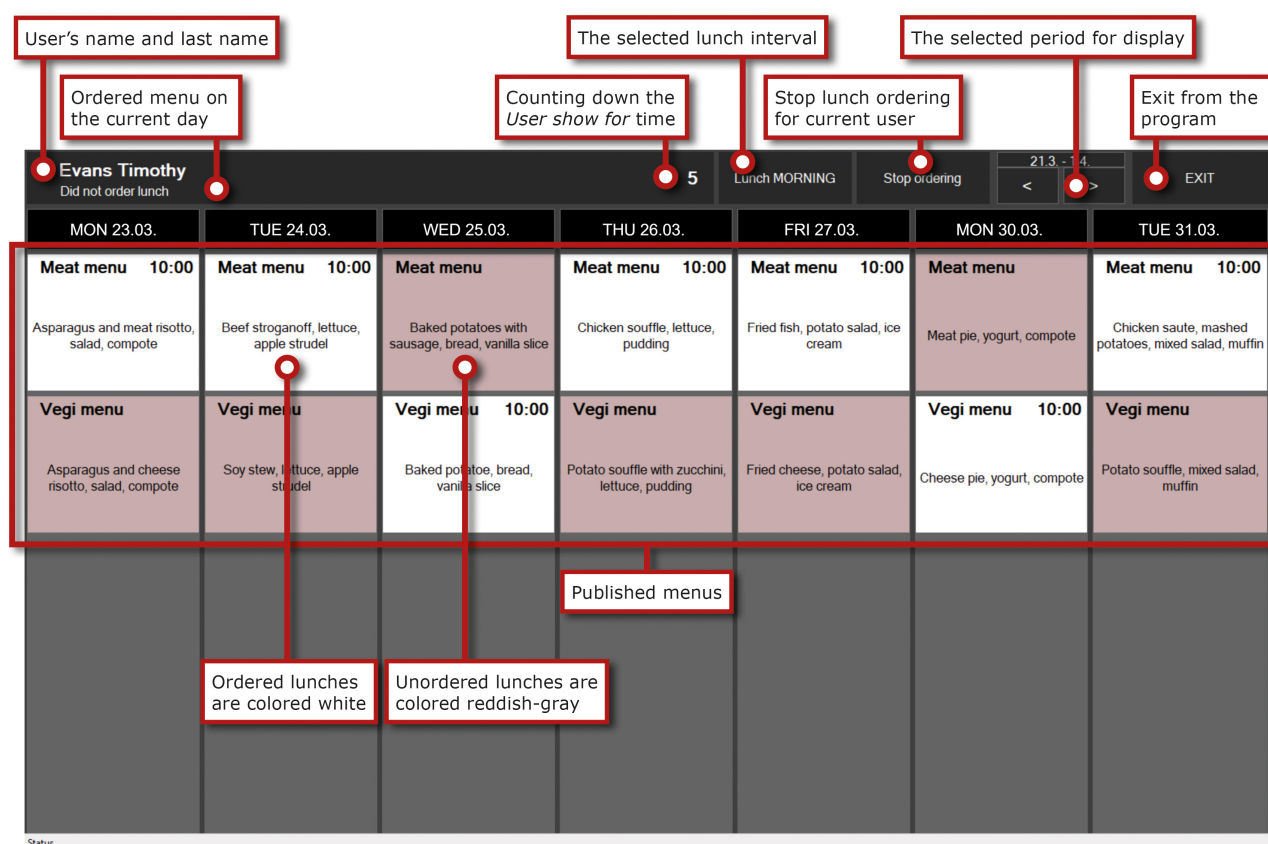 User's name and last name
The selected lunch interval
The selected period for display
Ordered menu on
the current day
Counting down the
User show for time
Stop lunch ordering
for current user
Exit from the
program
Evans Timothy
Did not order lunch
5
Lunch MORNING
Stop ordering
21.3. - 1.4.
<
>
EXIT
MON 23.03.
TUE 24.03.
WED 25.03.
THU 26.03.
FRI 27.03.
MON 30.03.
TUE 31.03.
Meat menu 10:00
Asparagus and meat risotto,
salad, compote
Meat menu 10:00
Beef stroganoff, lettuce,
apple strudel
Meat menu
Baked potatoes with
sausage, bread, vanilla slice
Meat menu 10:00
Chicken souffle, lettuce,
pudding
Meat menu 10:00
Fried fish, potato salad, ice
cream
Meat menu
Meat pie, yogurt, compote
Meat menu 10:00
Chicken saute, mashed
potatoes, mixed salad, muffin
Vegi menu
Asparagus and cheese
risotto, salad, compote
Vegi menu
Soy stew, lettuce, apple
strudel
Vegi menu 10:00
Baked potatoe, bread,
vanilla slice
Vegi menu
Potato souffle with zucchini,
lettuce, pudding
Vegi menu
Fried cheese, potato salad,
ice cream
Vegi menu 10:00
Cheese pie, yogurt, compote
Vegi menu
Potato souffle, mixed salad,
muffin
Published menus
Ordered lunches
are colored white
Unordered lunches are
colored reddish-gray
Status